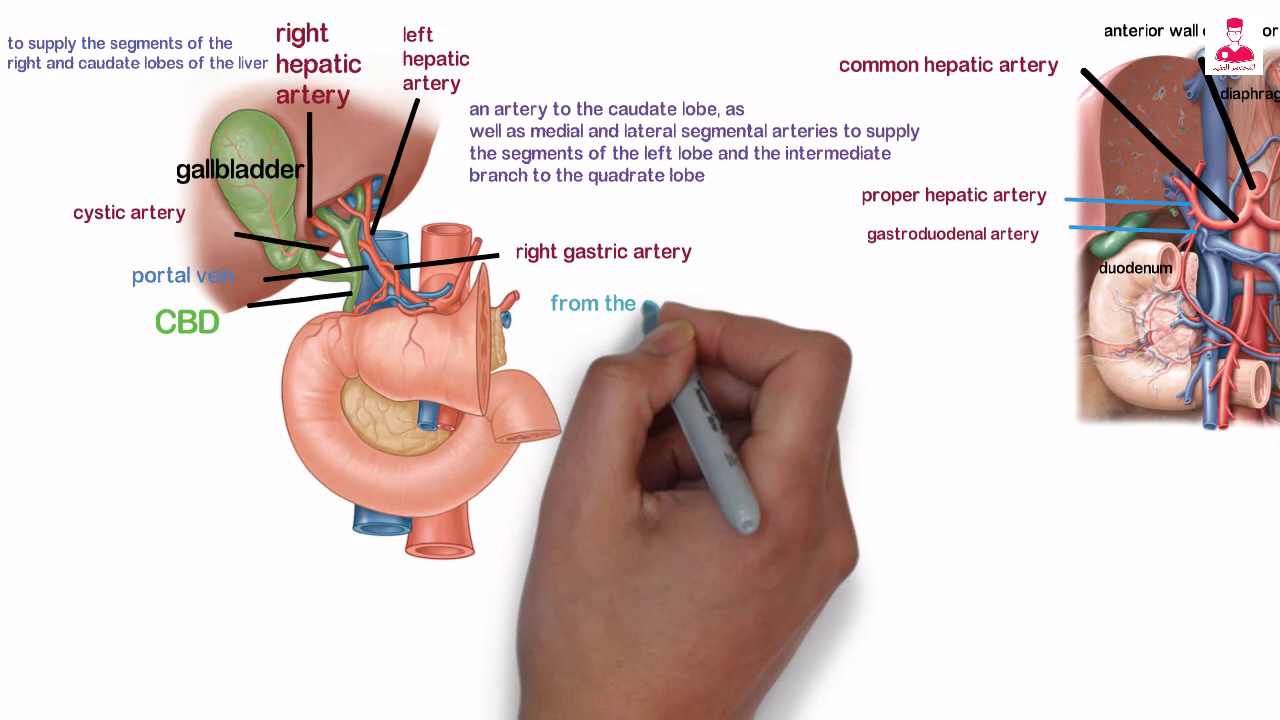 to supply the segments of the
right and caudate lobes of the liver
right
hepatic
artery
left
hepatic
artery
an artery to the caudate lobe, as
well as medial and lateral segmental arteries to supply
the segments of the left lobe and the intermediate
branch to the quadrate lobe
gallbladder
cystic artery
portal vein
CBD
right gastric artery
from the
anterior wall
or
common hepatic artery
diaphrag
proper hepatic artery
gastroduodenal artery
duodenum